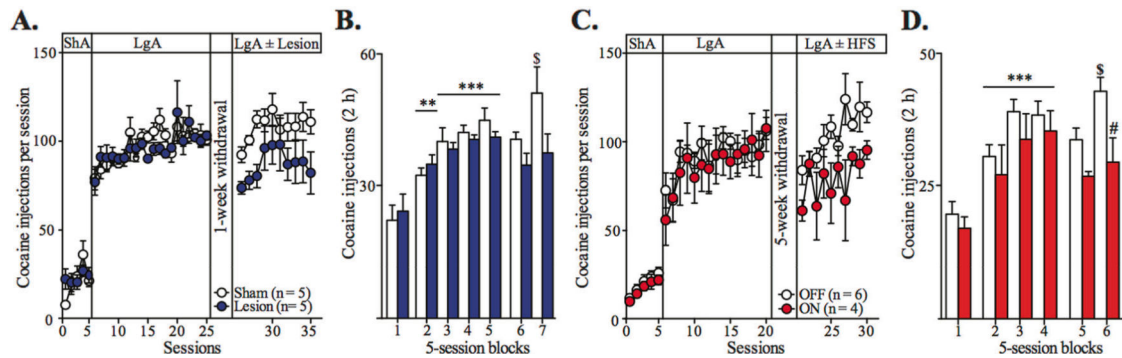 A.
ShA LgA LgA ± Lesion
Cocaine injections per session
150
100
50
0
1-week withdrawal
Sham (n= 5)
Lesion(n= 5)
0 5 10 15 20 25 30 35
Sessions
B.
Cocaine injections (2 h)
60
30
** *** $
1 2 3 4 5 6 7
5-session blocks
C.
ShA LgA LgA ± HFS
Cocaine injections per session
150
100
50
0
5-week withdrawal
OFF (n = 6)
ON (n = 4)
0 5 10 15 20 25 30
Sessions
D.
Cocaine injections (2 h)
50
25
*** $ #
1 2 3 4 5 6
5-session blocks